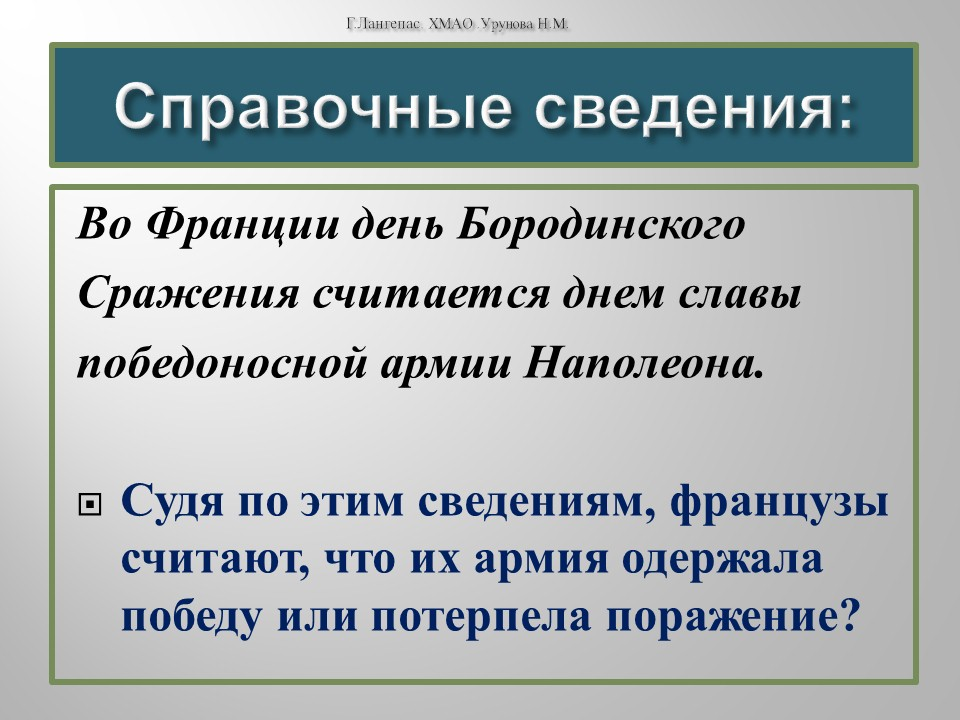 Г.Лангепас ХМАО Урунова Н.М.
Справочные сведения:
Во Франции день Бородинского
Сражения считается днем славы
победоносной армии Наполеона.
Судя по этим сведениям, французы
считают, что их армия одержала
победу или потерпела поражение?